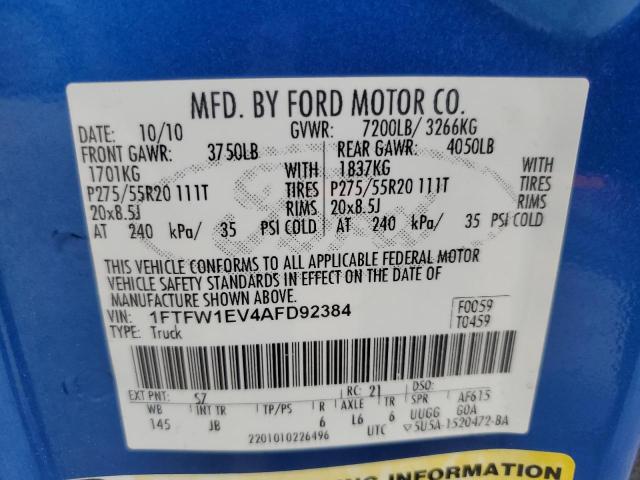 MFD. BY FORD MOTOR CO.
DATE: 10/10 GVWR: 7200LB/ 3266KG
FRONT GAWR: 3750LB REAR GAWR: 4050LB
1701KG WITH 1837KG WITH
P275/55R20 111T TIRES P275/55R20 111T TIRES
20x8.5J RIMS 20x8.5J RIMS
AT 240 kPa/ 35 PSI COLD AT 240 kPa/ 35 PSI COLD
THIS VEHICLE CONFORMS TO ALL APPLICABLE FEDERAL MOTOR
VEHICLE SAFETY STANDARDS IN EFFECT ON THE DATE OF
MANUFACTURE SHOWN ABOVE.
VIN: 1FTFW1EV4AFD92384 F0059
TYPE: Truck T0459
EXT PNT: SZ RC: 21 DSO:
WB INT TR TP/PS R AXLE TR SPR AF615
145 JB 6 L6 6 UUGG GOA
2201010226496 UTC 5U5A-1520472-BA
INFORMATION